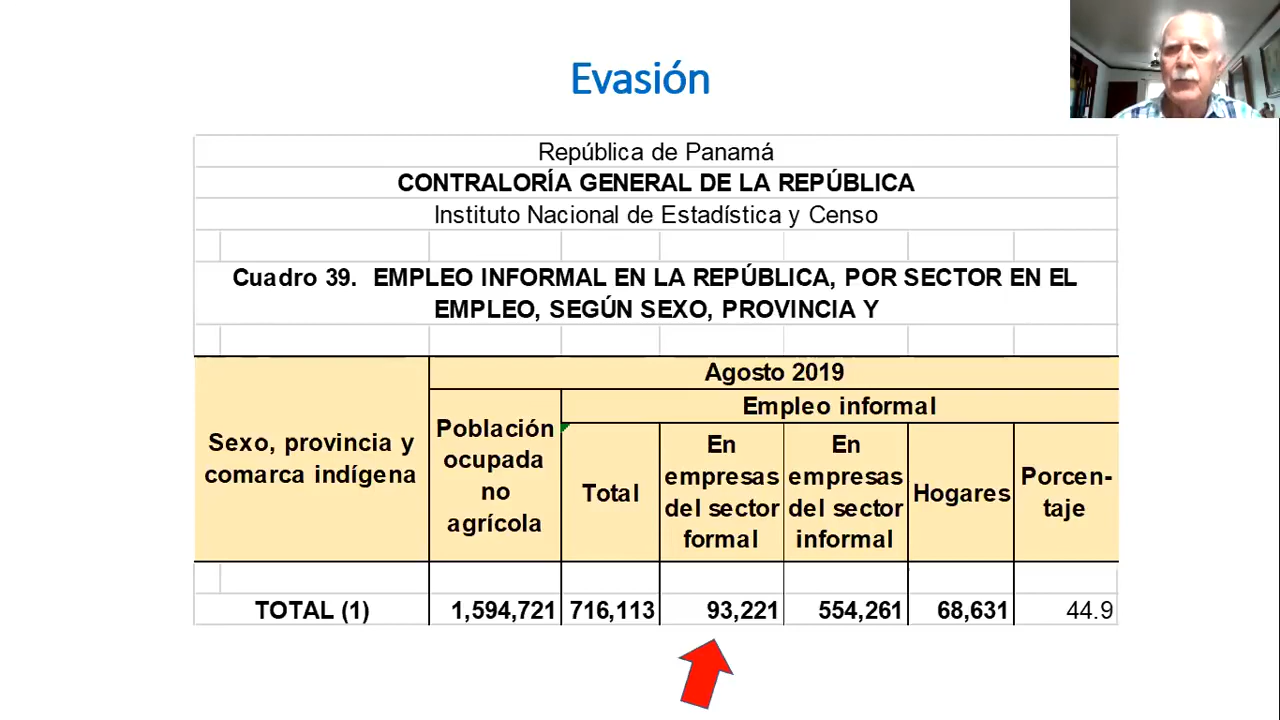 Evasión
República de Panamá
CONTRALORÍA GENERAL DE LA REPÚBLICA
Instituto Nacional de Estadística y Censo
Cuadro 39. EMPLEO INFORMAL EN LA REPÚBLICA, POR SECTOR EN EL
EMPLEO, SEGÚN SEXO, PROVINCIA Y
Agosto 2019
Empleo informal
Sexo, provincia y
comarca indígena
Población
ocupada
no
agrícola
Total
En
empresas
del sector
formal
En
empresas
del sector
informal
Hogares
Porcen-
taje
TOTAL (1) 1,594,721 716,113 93,221 554,261 68,631 44.9